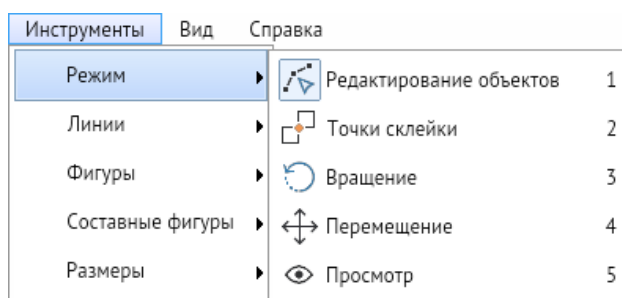 Инструменты Вид Справка
Режим Редактирование объектов 1
Линии Точки склейки 2
Фигуры Вращение 3
Составные фигуры Перемещение 4
Размеры Просмотр 5